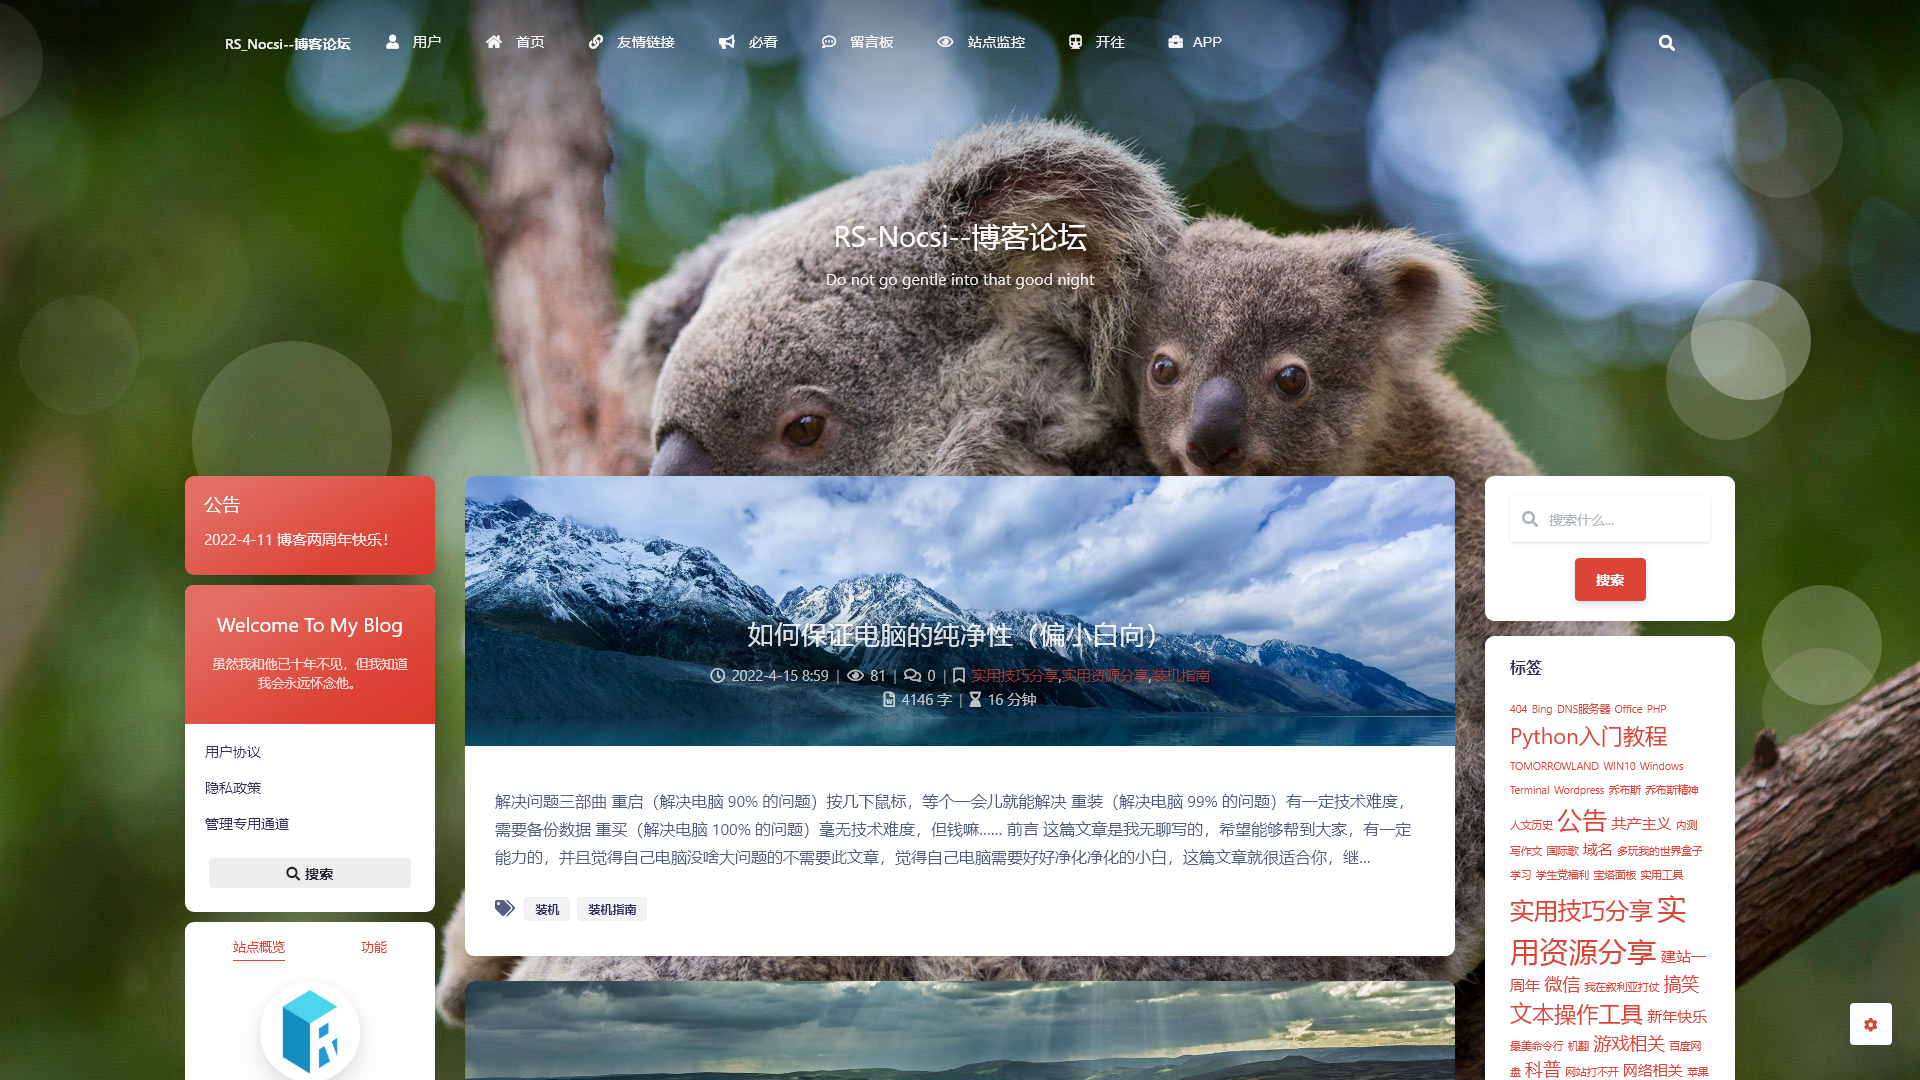 RS_Nocsi--博客论坛
用户
首页
友情链接
必看
留言板
站点监控
开往
APP
RS-Nocsi--博客论坛
Do not go gentle into that good night
公告
2022-4-11 博客两周年快乐！
Welcome To My Blog
虽然我和他已十年不见，但我知道
我会永远怀念他。
用户协议
隐私政策
管理专用通道
搜索
站点概览 功能
如何保证电脑的纯净性（偏小白向）
2022-4-15 8:59 | 81 | 0 | 实用技巧分享,实用资源分享,装机指南
4146 字 | 16 分钟
解决问题三部曲 重启（解决电脑 90% 的问题）按几下鼠标，等个一会儿就能解决 重装（解决电脑 99% 的问题）有一定技术难度，
需要备份数据 重买（解决电脑 100% 的问题）毫无技术难度，但钱嘛...... 前言 这篇文章是我无聊写的，希望能够帮到大家，有一定
能力的，并且觉得自己电脑没啥大问题的不需要此文章，觉得自己电脑需要好好净化净化的小白，这篇文章就很适合你，继...
装机 装机指南
搜索什么...
搜索
标签
404 Bing DNS服务器 Office PHP
Python入门教程
TOMORROWLAND WIN10 Windows
Terminal Wordpress 乔布斯 乔布斯精神
人文历史 公告 共产主义 内测
写作文 国际歌 域名 多玩我的世界盒子
学习 学生党福利 宝塔面板 实用工具
实用技巧分享 实
用资源分享 建站一
周年 微信 我在叙利亚打仗 搞笑
文本操作工具 新年快乐
最美命令行 机翻 游戏相关 百度网
盘 科普 网站打不开 网络相关 苹果